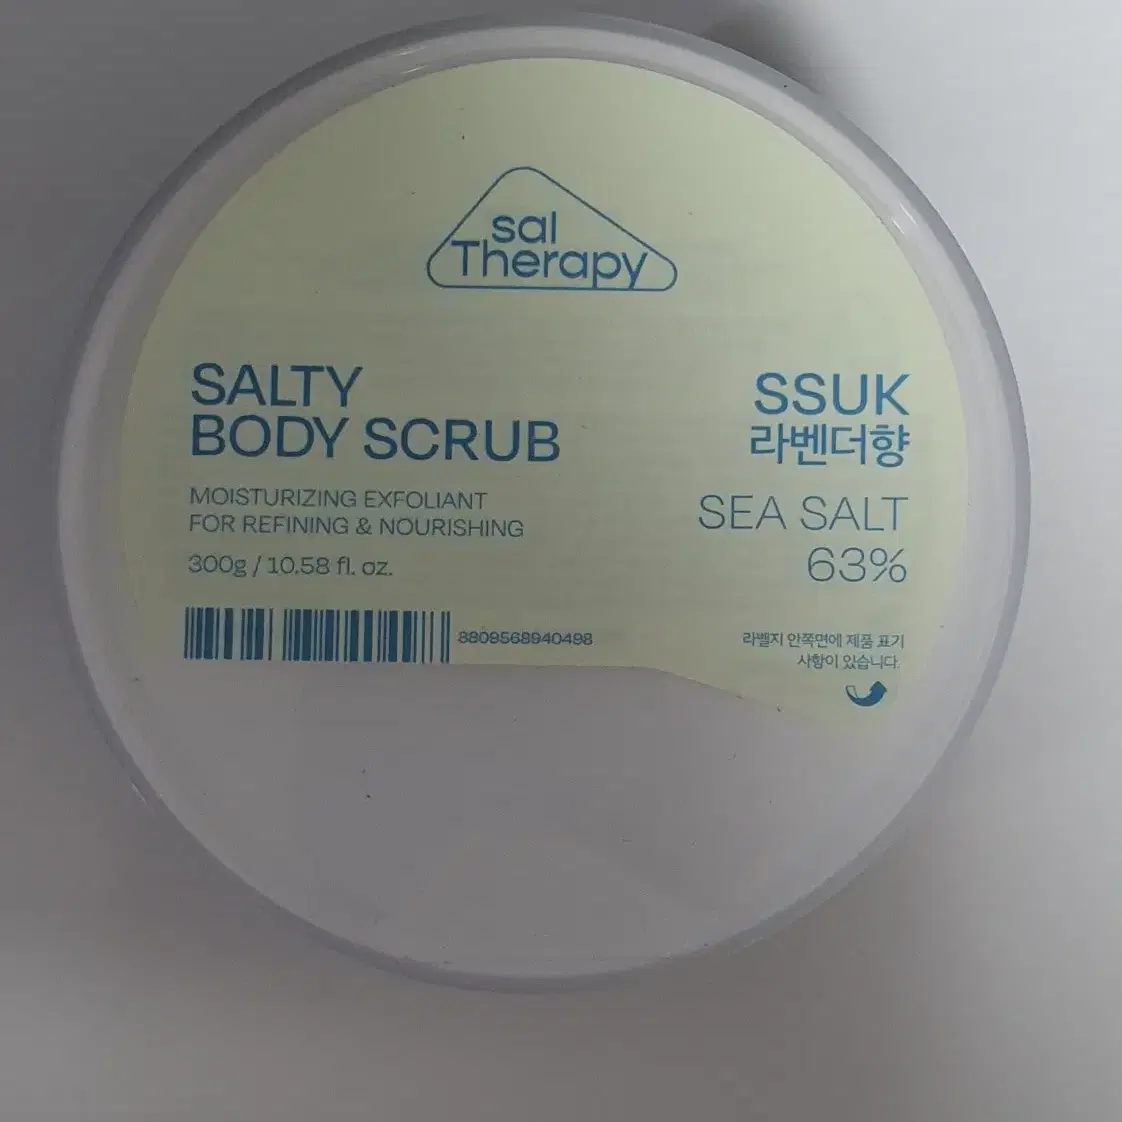 sal
Therapy
SALTY
BODY SCRUB
MOISTURIZING EXFOLIANT
FOR REFINING & NOURISHING
300g / 10.58 fl. oz.
8809568940498
SSUK
라벤더향
SEA SALT
63%
라벨지 안쪽면에 제품 표기
사항이 있습니다.